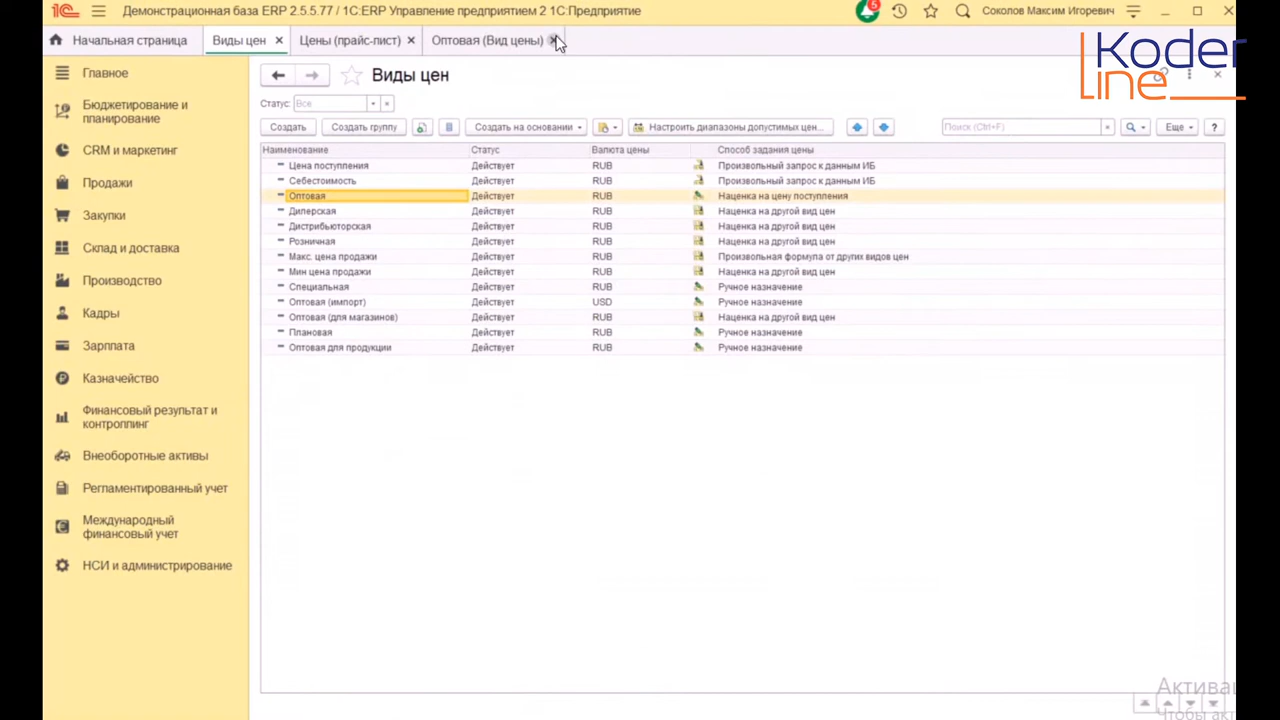 1С Демонстрационная база ERP 2.5.5.77 / 1С:ERP Управление предприятием 2 1С:Предприятие
5
Соколов Максим Игоревич
Начальная страница
Виды цен
Цены (прайс-лист)
Оптовая (Вид цены)
Koder
line
Главное
Бюджетирование и
планирование
CRM и маркетинг
Продажи
Закупки
Склад и доставка
Производство
Кадры
Зарплата
Казначейство
Финансовый результат и
контроллинг
Внеоборотные активы
Регламентированный учет
Международный
финансовый учет
НСИ и администрирование
Виды цен
Статус: Все
Создать Создать группу Создать на основании Настроить диапазоны допустимых цен... Поиск (Ctrl+F) Еще ?
Наименование Статус Валюта цены Способ задания цены
Цена поступления Действует RUB Произвольный запрос к данным ИБ
Себестоимость Действует RUB Произвольный запрос к данным ИБ
Оптовая Действует RUB Наценка на цену поступления
Дилерская Действует RUB Наценка на другой вид цен
Дистрибьюторская Действует RUB Наценка на другой вид цен
Розничная Действует RUB Наценка на другой вид цен
Макс. цена продажи Действует RUB Произвольная формула от других видов цен
Мин цена продажи Действует RUB Наценка на другой вид цен
Специальная Действует RUB Ручное назначение
Оптовая (импорт) Действует USD Ручное назначение
Оптовая (для магазинов) Действует RUB Наценка на другой вид цен
Плановая Действует RUB Ручное назначение
Оптовая для продукции Действует RUB Ручное назначение
Активац
Чтобы акт